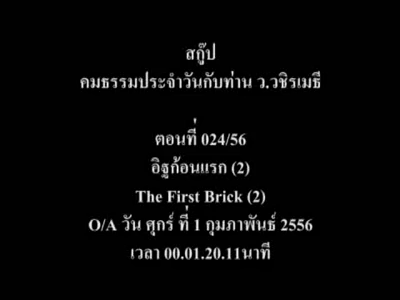 สกู๊ป
คมธรรมประจำวันกับท่าน ว.วชิรเมธี
ตอนที่ 024/56
อิฐก้อนแรก (2)
The First Brick (2)
O/A วัน ศุกร์ ที่ 1 กุมภาพันธ์ 2556
เวลา 00.01.20.11นาที